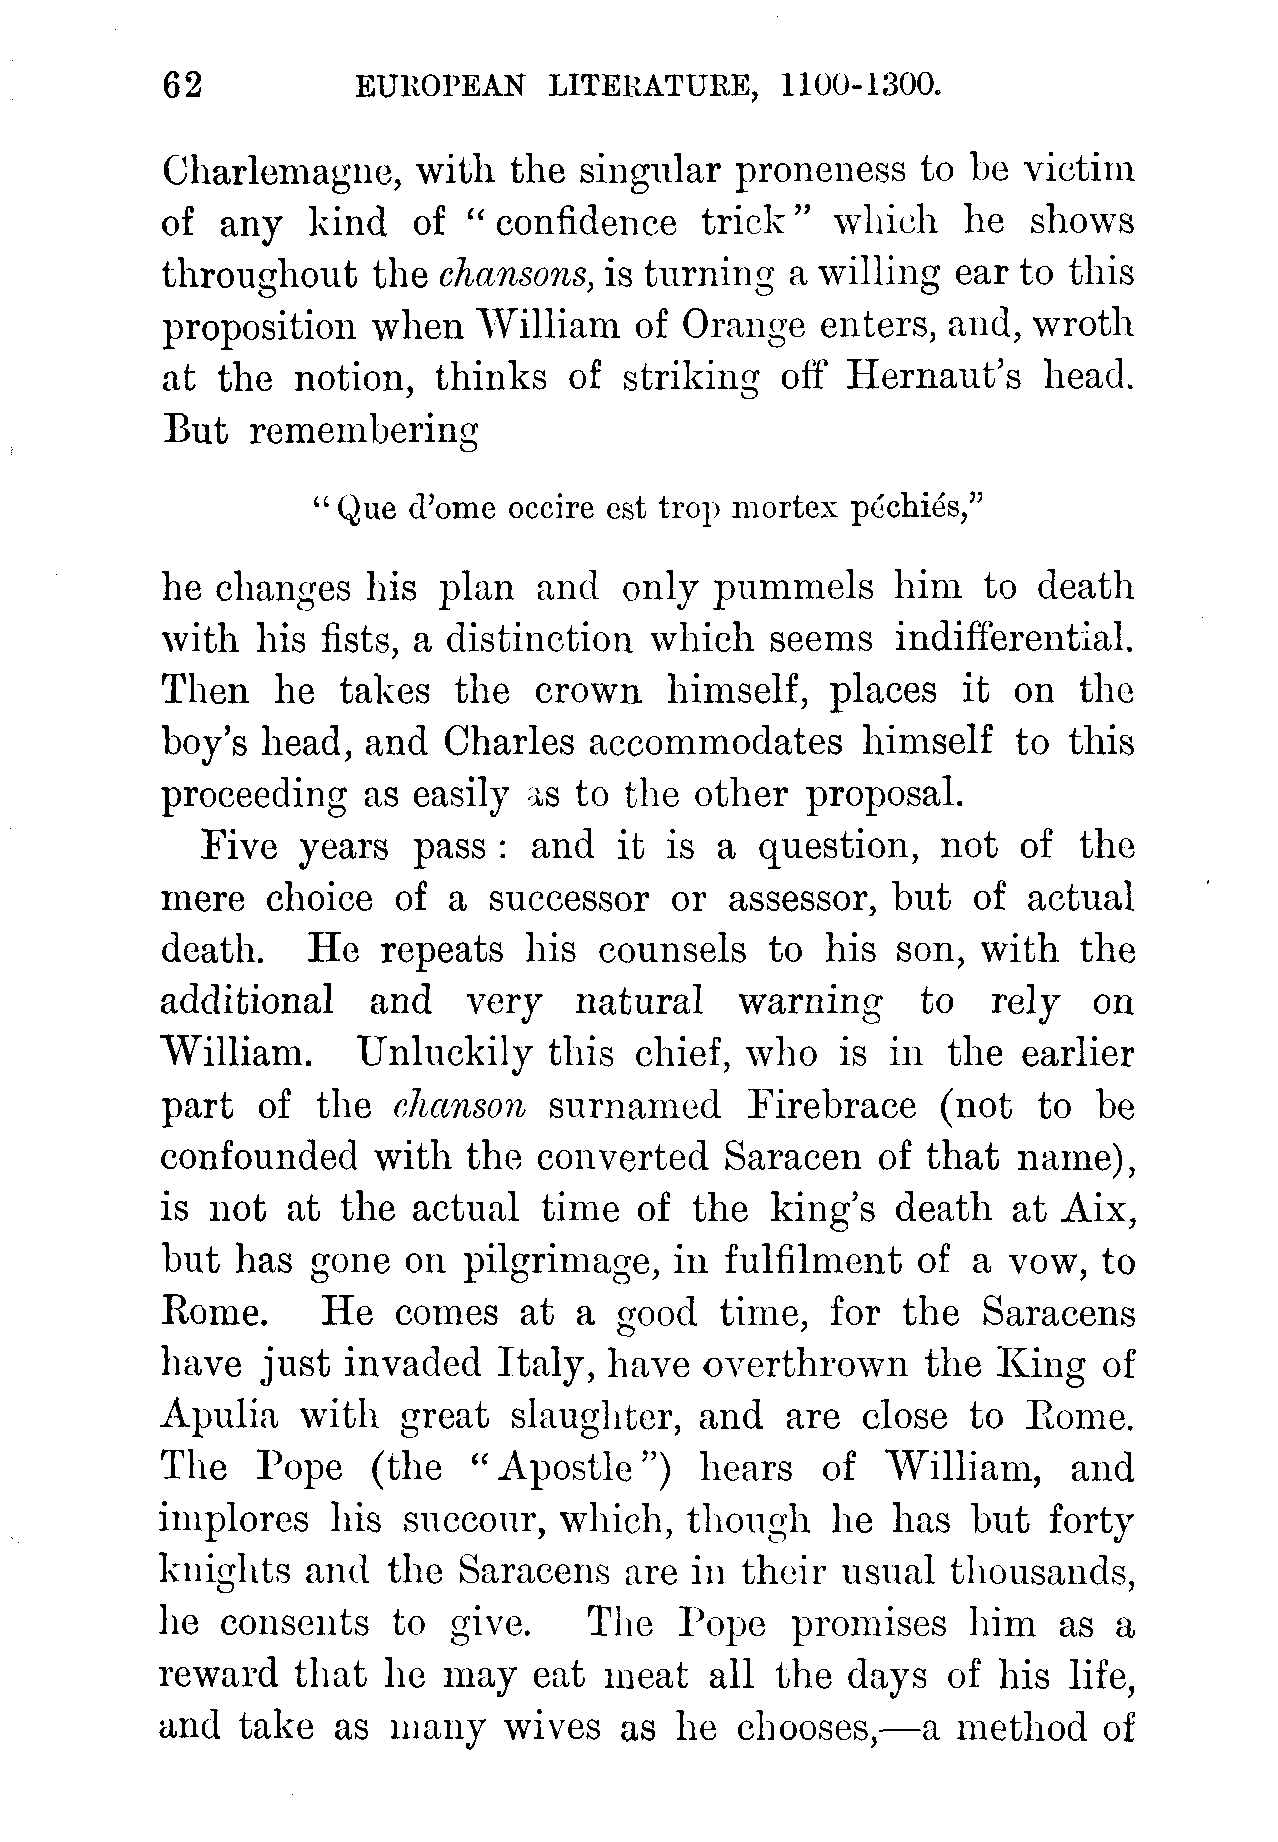 62 EUROPEAN LITERATURE, 1100-1300.
Charlemagne, with the singular proneness to be victim
of any kind of “confidence trick” which he shows
throughout the chansons, is turning a willing ear to this
proposition when William of Orange enters, and, wroth
at the notion, thinks of striking off Hernaut’s head.
But remembering
“Que d’ome occire est trop mortex péchiés,”
he changes his plan and only pummels him to death
with his fists, a distinction which seems indifferential.
Then he takes the crown himself, places it on the
boy’s head, and Charles accommodates himself to this
proceeding as easily as to the other proposal.
Five years pass: and it is a question, not of the
mere choice of a successor or assessor, but of actual
death. He repeats his counsels to his son, with the
additional and very natural warning to rely on
William. Unluckily this chief, who is in the earlier
part of the chanson surnamed Firebrace (not to be
confounded with the converted Saracen of that name),
is not at the actual time of the king’s death at Aix,
but has gone on pilgrimage, in fulfilment of a vow, to
Rome. He comes at a good time, for the Saracens
have just invaded Italy, have overthrown the King of
Apulia with great slaughter, and are close to Rome.
The Pope (the “Apostle”) hears of William, and
implores his succour, which, though he has but forty
knights and the Saracens are in their usual thousands,
he consents to give. The Pope promises him as a
reward that he may eat meat all the days of his life,
and take as many wives as he chooses,—a method of